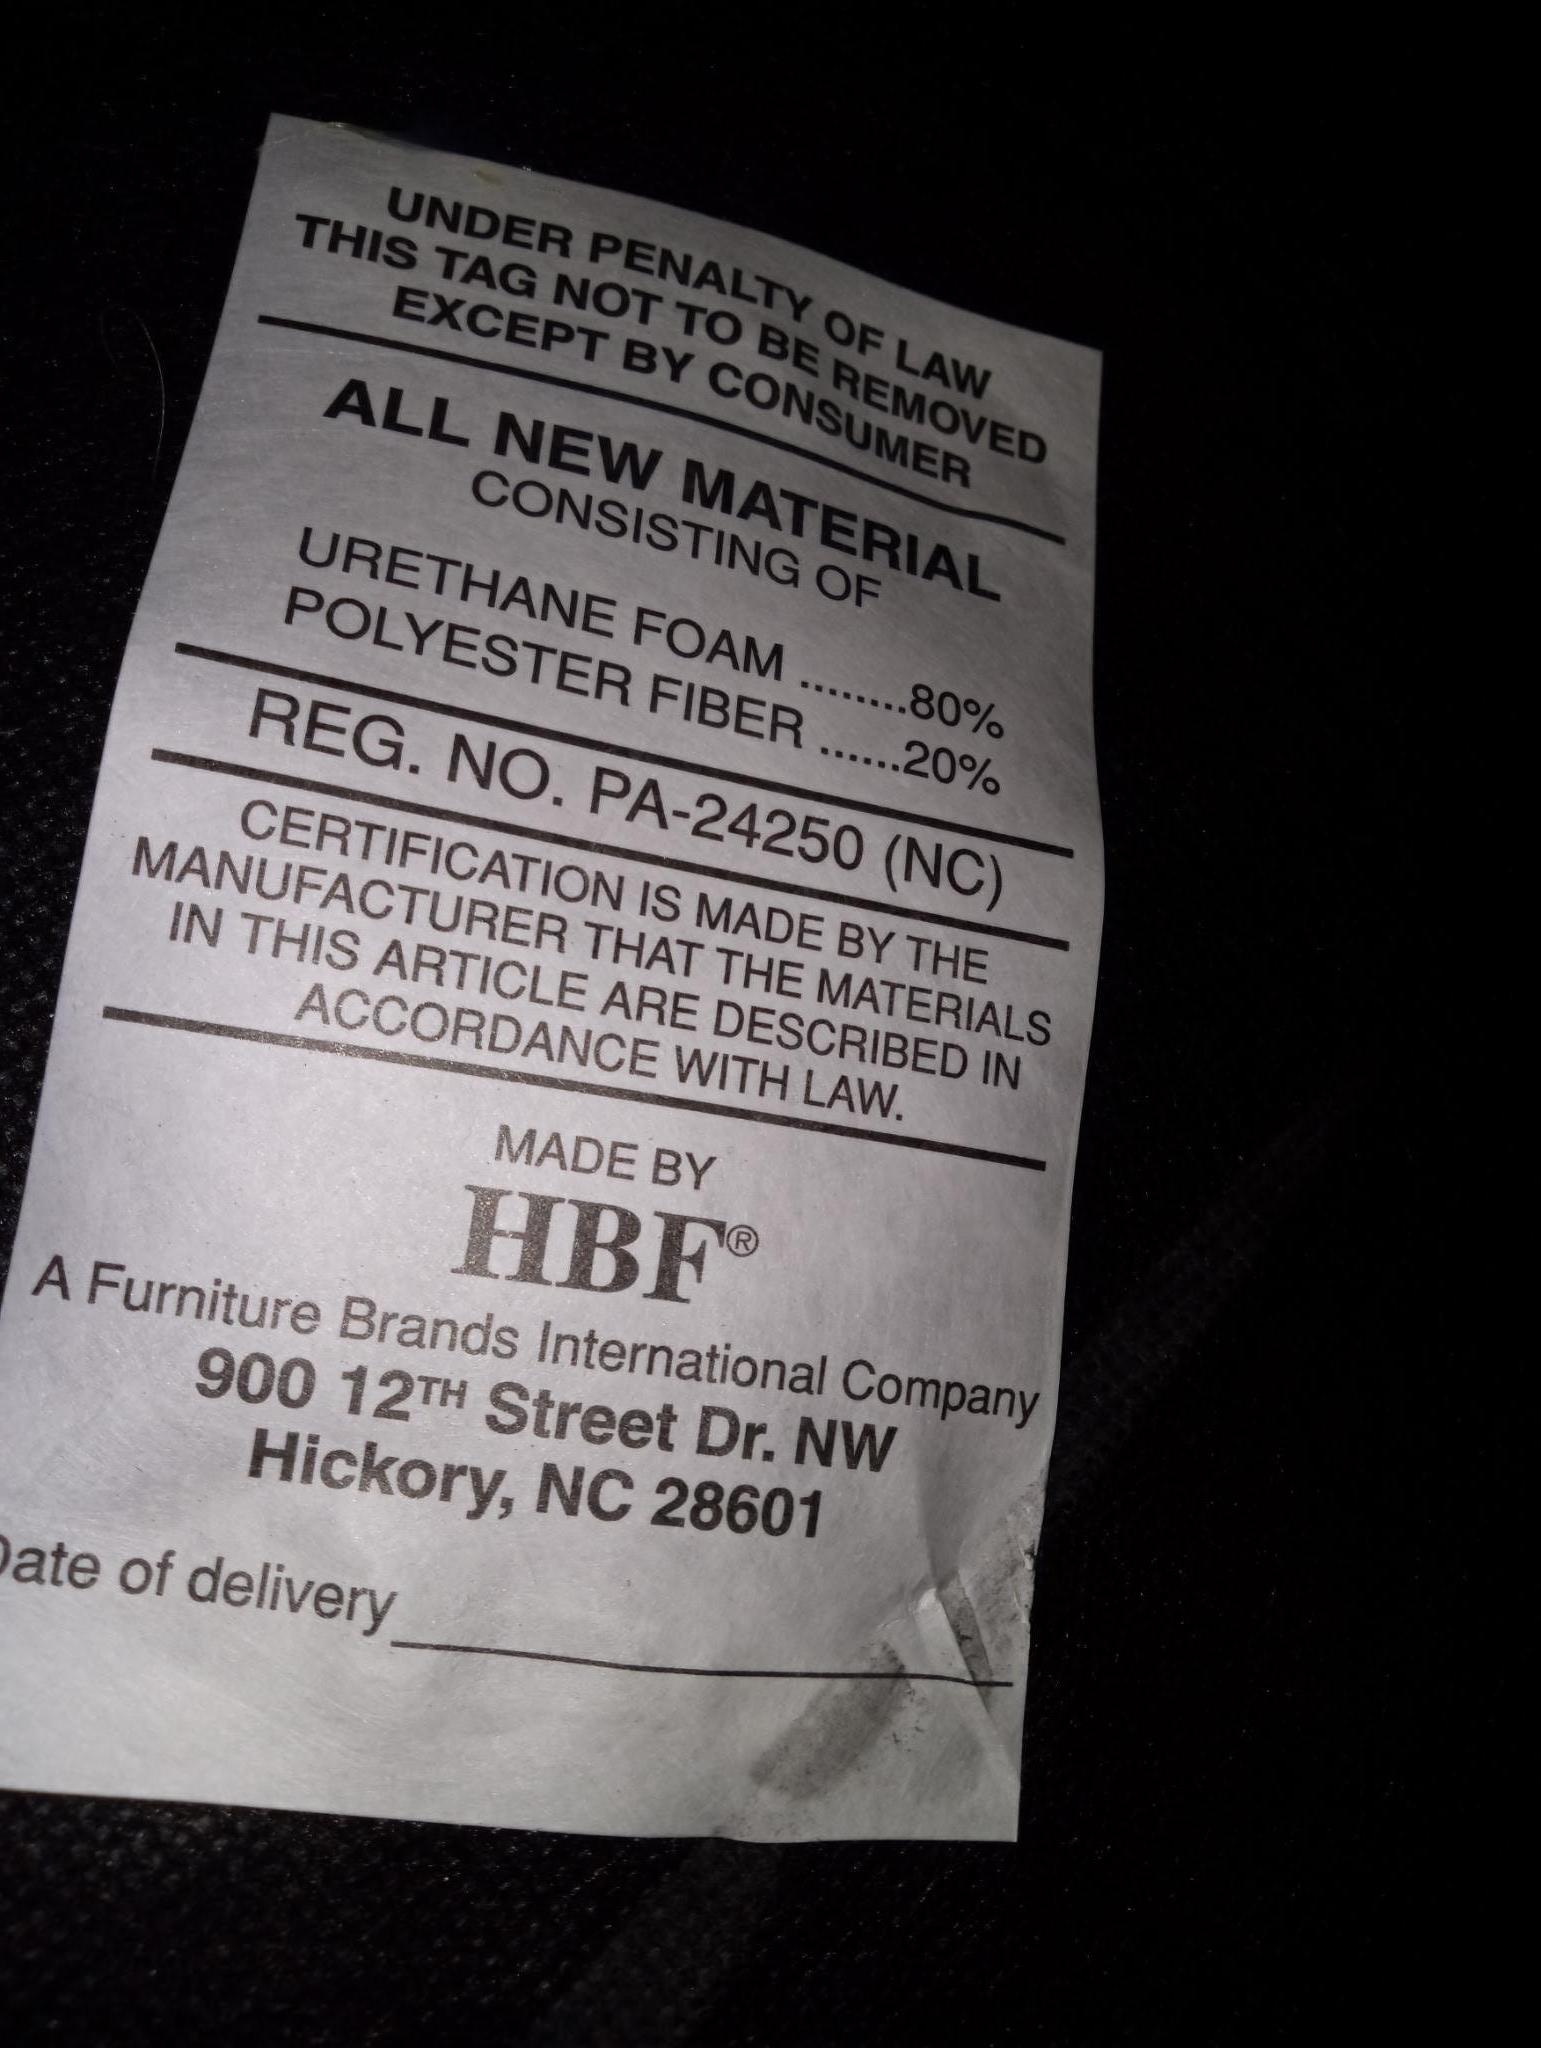 UNDER PENALTY OF LAW
THIS TAG NOT TO BE REMOVED
EXCEPT BY CONSUMER
ALL NEW MATERIAL
CONSISTING OF
URETHANE FOAM ........80%
POLYESTER FIBER ......20%
REG. NO. PA-24250 (NC)
CERTIFICATION IS MADE BY THE
MANUFACTURER THAT THE MATERIALS
IN THIS ARTICLE ARE DESCRIBED IN
ACCORDANCE WITH LAW.
MADE BY
HBF®
A Furniture Brands International Company
900 12TH Street Dr. NW
Hickory, NC 28601
Date of delivery